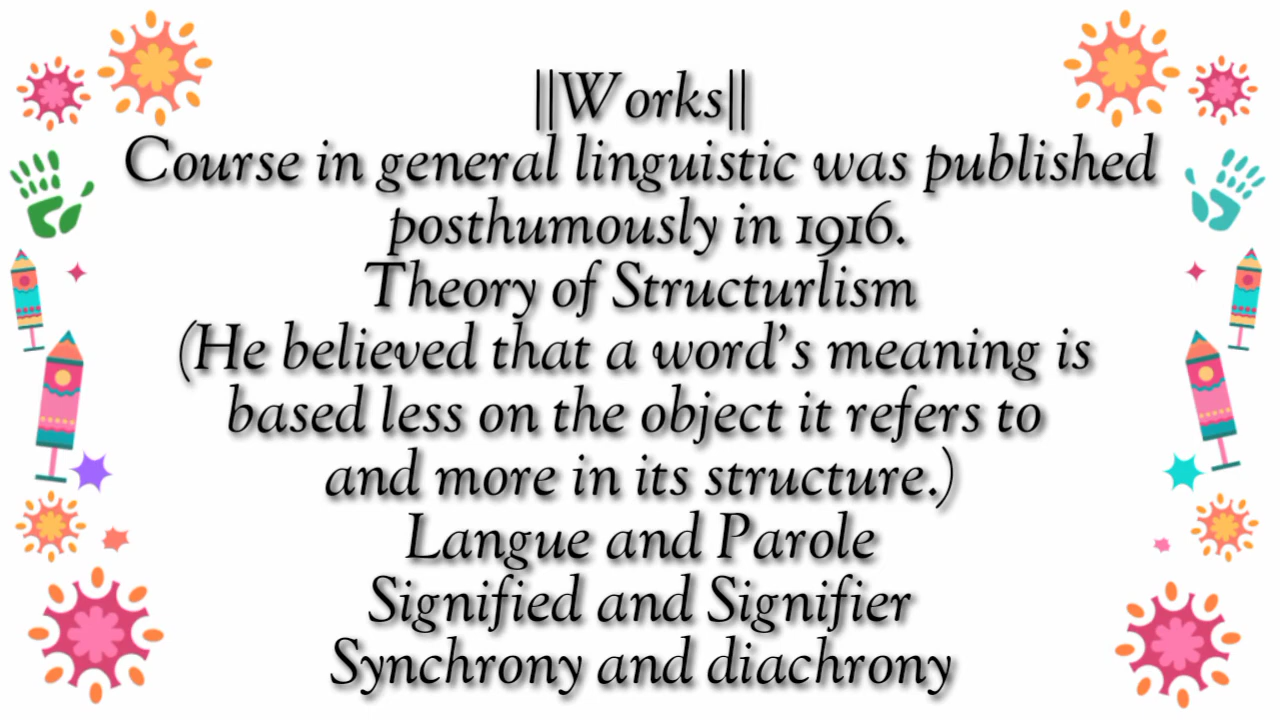 ||Works||
Course in general linguistic was published
posthumously in 1916.
Theory of Structurlism
(He believed that a word's meaning is
based less on the object it refers to
and more in its structure.)
Langue and Parole
Signified and Signifier
Synchrony and diachrony